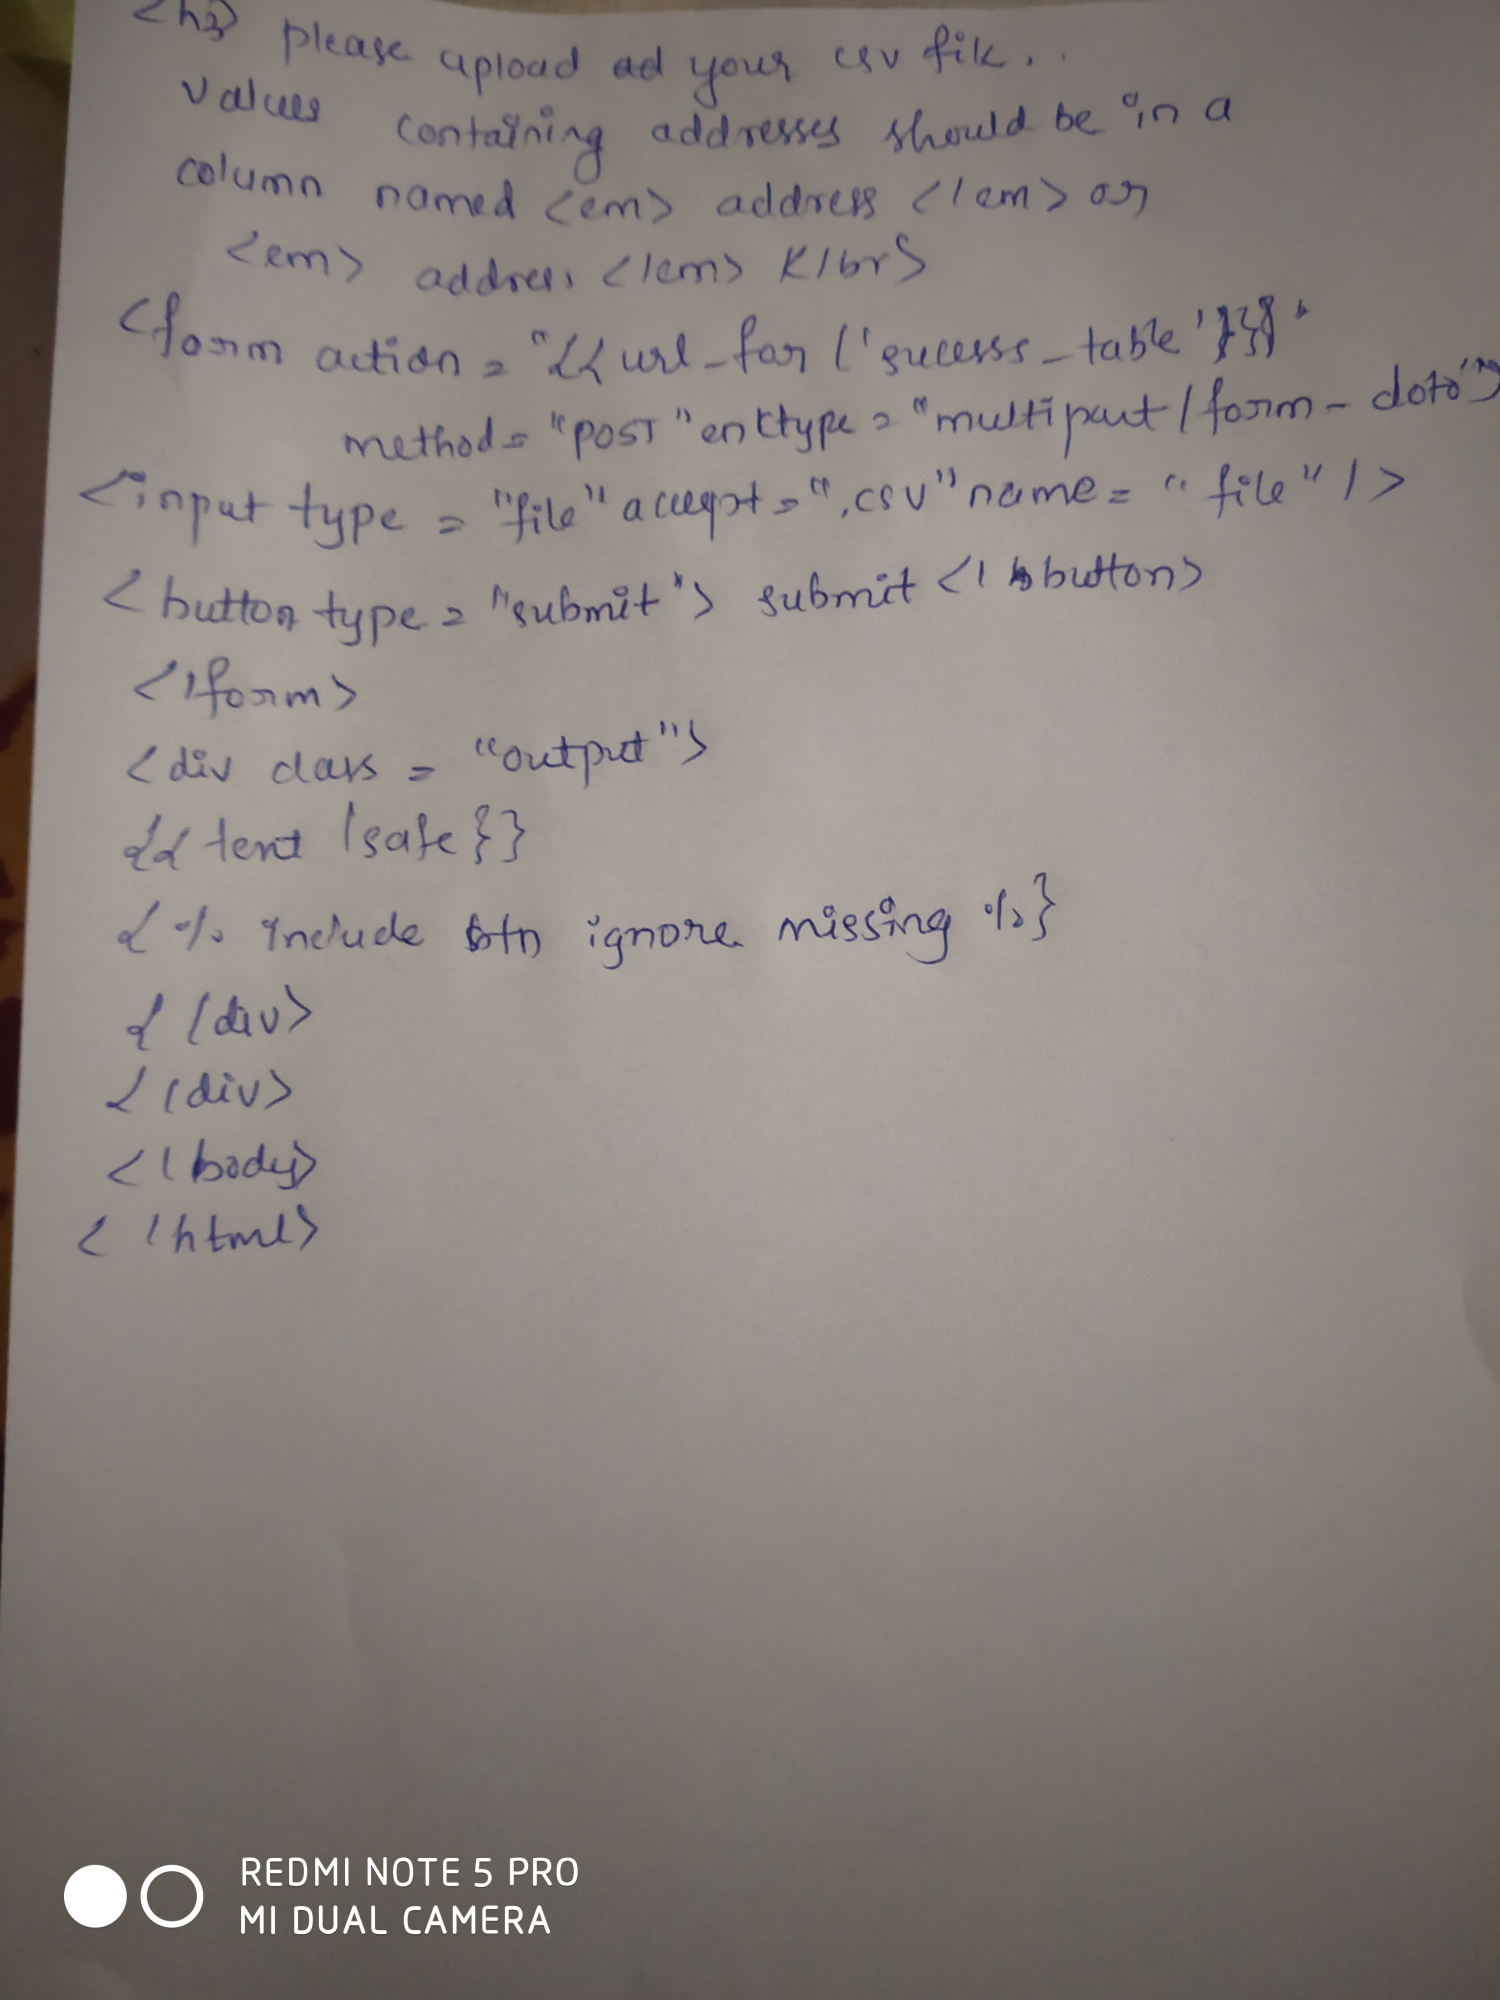 <h3> please upload ad your csv file..
values containing addresses should be in a
column named <em> address </em> or
<em> address </em> </br>
<form action = "{{ url_for ('sucesss_table')}}"
method = "POST" enctype = "multipart/form-data">
<input type = "file" accept = ".csv" name = "file" />
<button type = "submit"> submit </button>
</form>
<div class = "output">
{{ text |safe}}
{% include btn ignore missing %}
</div>
</div>
</body>
</html>
REDMI NOTE 5 PRO
MI DUAL CAMERA